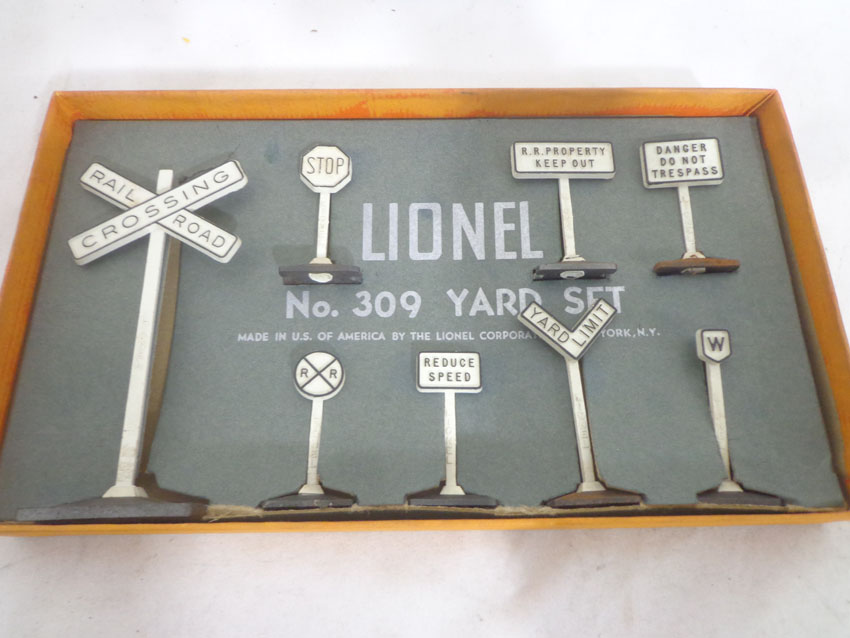 RAIL ROAD
CROSSING
STOP
R.R. PROPERTY
KEEP OUT
DANGER
DO NOT
TRESPASS
LIONEL
No. 309 YARD SET
MADE IN U.S. OF AMERICA BY THE LIONEL YORK, N.Y.
R R
REDUCE
SPEED
YARD LIMIT
W